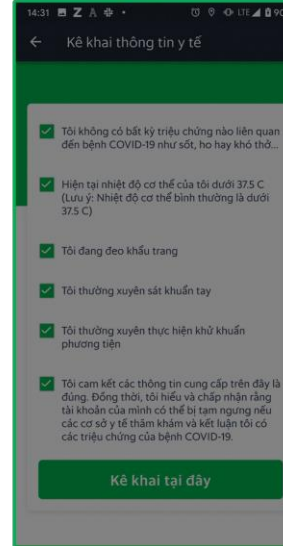 14:31 Z A LTE 90
Kê khai thông tin y tế
Tôi không có bất kỳ triệu chứng nào liên quan
đến bệnh COVID-19 như sốt, ho hay khó thở...
Hiện tại nhiệt độ cơ thể của tôi dưới 37.5 C
(Lưu ý: Nhiệt độ cơ thể bình thường là dưới
37.5 C)
Tôi đang đeo khẩu trang
Tôi thường xuyên sát khuẩn tay
Tôi thường xuyên thực hiện khử khuẩn
phương tiện
Tôi cam kết các thông tin cung cấp trên đây là
đúng. Đồng thời, tôi hiểu và chấp nhận rằng
tài khoản của mình có thể bị tạm ngưng nếu
các cơ sở y tế thăm khám và kết luận tôi có
các triệu chứng của bệnh COVID-19.
Kê khai tại đây